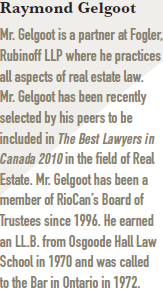 Raymond Gelgoot
Mr. Gelgoot is a partner at Fogler,
Rubinoff LLP where he practices
all aspects of real estate law.
Mr. Gelgoot has been recently
selected by his peers to be
included in The Best Lawyers in
Canada 2010 in the field of Real
Estate. Mr. Gelgoot has been a
member of RioCan's Board of
Trustees since 1996. He earned
an LL.B. from Osgoode Hall Law
School in 1970 and was called
to the Bar in Ontario in 1972.